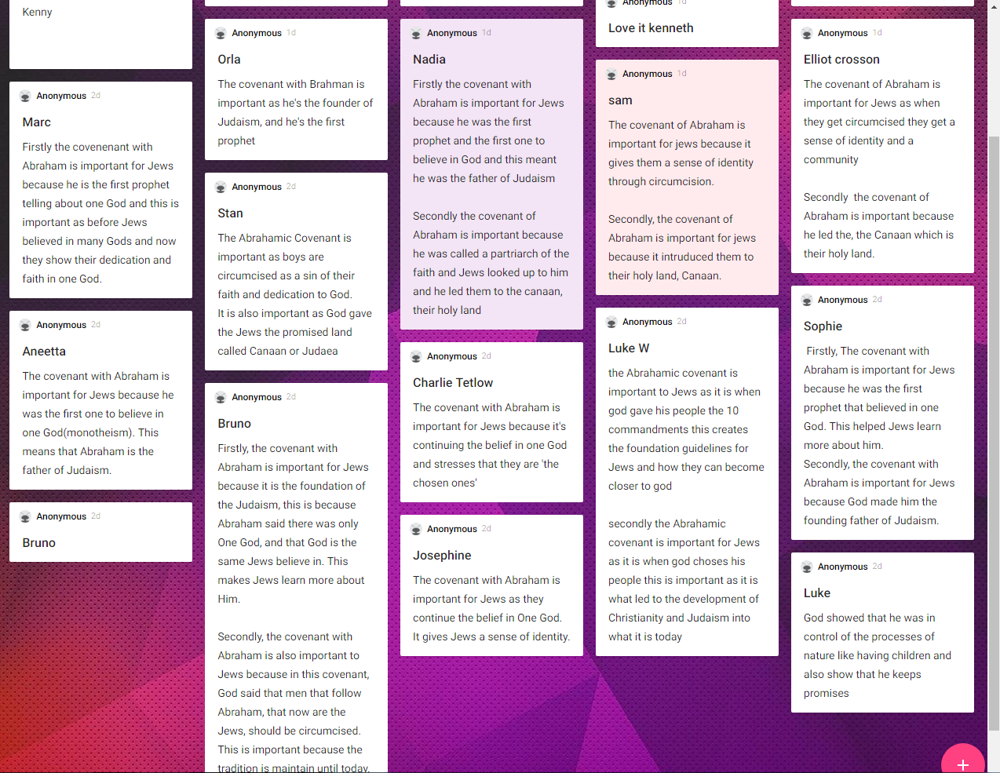 Kenny
Anonymous 2d
Marc
Firstly the covenenant with
Abraham is important for Jews
because he is the first prophet
telling about one God and this is
important as before Jews
believed in many Gods and now
they show their dedication and
faith in one God.
Anonymous 2d
Aneetta
The covenant with Abraham is
important for Jews because he
was the first one to believe in
one God(monotheism). This
means that Abraham is the
father of Judaism.
Anonymous 2d
Bruno
Anonymous 1d
Orla
The covenant with Brahman is
important as he's the founder of
Judaism, and he's the first
prophet
Anonymous 2d
Stan
The Abrahamic Covenant is
important as boys are
circumcised as a sin of their
faith and dedication to God.
It is also important as God gave
the Jews the promised land
called Canaan or Judaea
Anonymous 2d
Bruno
Firstly, the covenant with
Abraham is important for Jews
because it is the foundation of
the Judaism, this is because
Abraham said there was only
One God, and that God is the
same Jews believe in. This
makes Jews learn more about
Him.
Secondly, the covenant with
Abraham is also important to
Jews because in this covenant,
God said that men that follow
Abraham, that now are the
Jews, should be circumcised.
This is important because the
tradition is maintain until today.
Anonymous 1d
Nadia
Firstly the covenant with
Abraham is important for Jews
because he was the first
prophet and the first one to
believe in God and this meant
he was the father of Judaism
Secondly the covenant of
Abraham is important because
he was called a partriarch of the
faith and Jews looked up to him
and he led them to the canaan,
their holy land
Anonymous 2d
Charlie Tetlow
The covenant with Abraham is
important for Jews because it's
continuing the belief in one God
and stresses that they are 'the
chosen ones'
Anonymous 2d
Josephine
The covenant with Abraham is
important for Jews as they
continue the belief in One God.
It gives Jews a sense of identity.
Anonymous 1d
Love it kenneth
Anonymous 1d
sam
The covenant of Abraham is
important for jews because it
gives them a sense of identity
through circumcision.
Secondly, the covenant of
Abraham is important for jews
because it intruduced them to
their holy land, Canaan.
Anonymous 2d
Luke W
the Abrahamic covenant is
important to Jews as it is when
god gave his people the 10
commandments this creates
the foundation guidelines for
Jews and how they can become
closer to god
secondly the Abrahamic
covenant is important for Jews
as it is when god choses his
people this is important as it is
what led to the development of
Christianity and Judaism into
what it is today
Anonymous 1d
Elliot crosson
The covenant of Abraham is
important for Jews as when
they get circumcised they get a
sense of identity and a
community
Secondly  the covenant of
Abraham is important because
he led the, the Canaan which is
their holy land.
Anonymous 2d
Sophie
Firstly, The covenant with
Abraham is important for Jews
because he was the first
prophet that believed in one
God. This helped Jews learn
more about him.
Secondly, the covenant with
Abraham is important for Jews
because God made him the
founding father of Judaism.
Anonymous 2d
Luke
God showed that he was in
control of the processes of
nature like having children and
also show that he keeps
promises